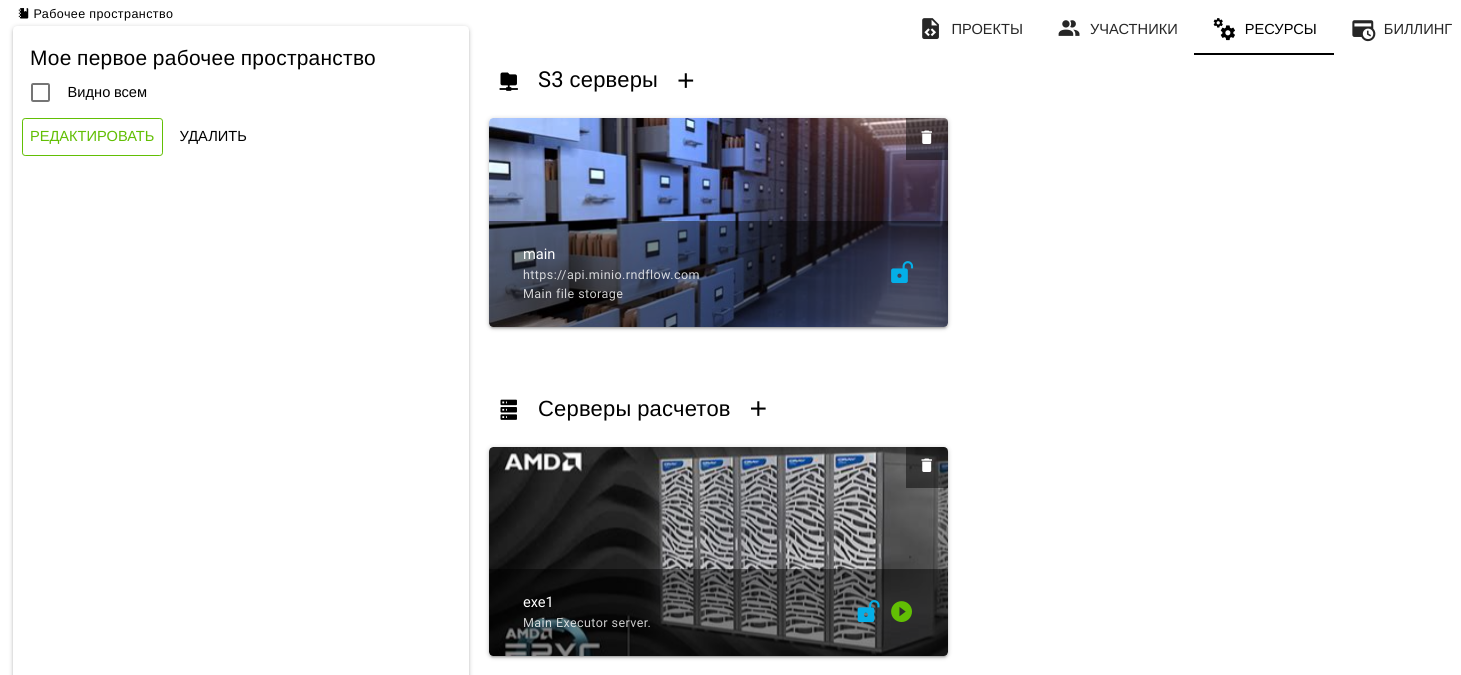 Рабочее пространство
Мое первое рабочее пространство
Видно всем
РЕДАКТИРОВАТЬ
УДАЛИТЬ
ПРОЕКТЫ
УЧАСТНИКИ
РЕСУРСЫ
БИЛЛИНГ
S3 серверы
main
https://api.minio.rndflow.com
Main file storage
Серверы расчетов
AMD
exe1
Main Executor server.
AMD
EPYC